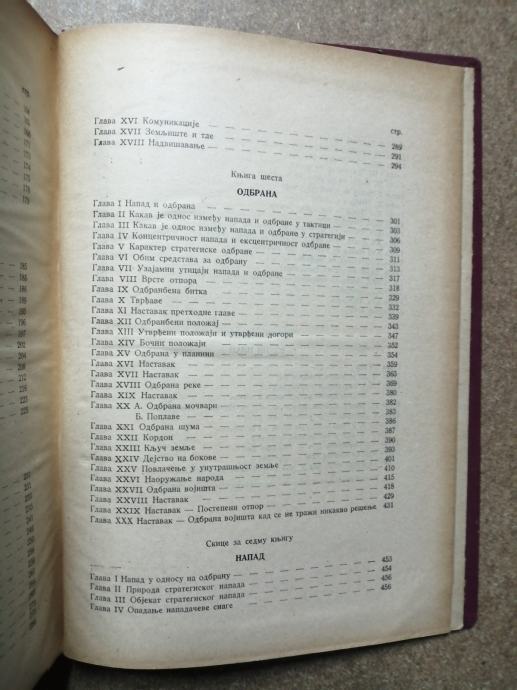 стр.
171
179
185
202
Глава XVI Комуникације — 289
Глава XVII Земљиште и тле — 291
Глава XVIII Надвишавање — 294
стр.
Књига шеста
ОДБРАНА
Глава I Напад и одбрана — 301
Глава II Какав је однос између напада и одбране у тактици — 303
Глава III Какав је однос између напада и одбране у стратегији — 306
Глава IV Концентричност напада и ексцентричност одбране — 309
Глава V Карактер стратегиске одбране — 311
Глава VI Обим средстава за одбрану — 313
Глава VII Узајамни утицаји напада и одбране — 317
Глава VIII Врсте отпора — 318
Глава IX Одбранбена битка — 329
Глава X Тврђаве — 332
Глава XI Наставак претходне главе — 339
Глава XII Одбранбени положај — 343
Глава XIII Утврђени положаји и утврђени логори — 347
Глава XIV Бочни положаји — 352
Глава XV Одбрана у планини — 354
Глава XVI Наставак — 359
Глава XVII Наставак — 365
Глава XVIII Одбрана реке — 369
Глава XIX Наставак — 380
Глава XX А. Одбрана мочвари — 382
Б. Поплаве — 383
Глава XXI Одбрана шума — 386
Глава XXII Кордон — 387
Глава XXIII Кључ земље — 390
Глава XXIV Дејство на бокове — 393
Глава XXV Повлачење у унутрашњост земље — 401
Глава XXVI Наоружање народа — 410
Глава XXVII Одбрана војишта — 415
Глава XXVIII Наставак — 418
Глава XXIX Наставак — Постепени отпор — 429
Глава XXX Наставак — Одбрана војишта кад се не тражи никакво решење 431
Скице за седму књигу
НАПАД
Глава I Напад у односу на одбрану — 453
Глава II Природа стратегиског напада — 454
Глава III Објекат стратегиског напада — 456
Глава IV Опадање нападачеве снаге — 456